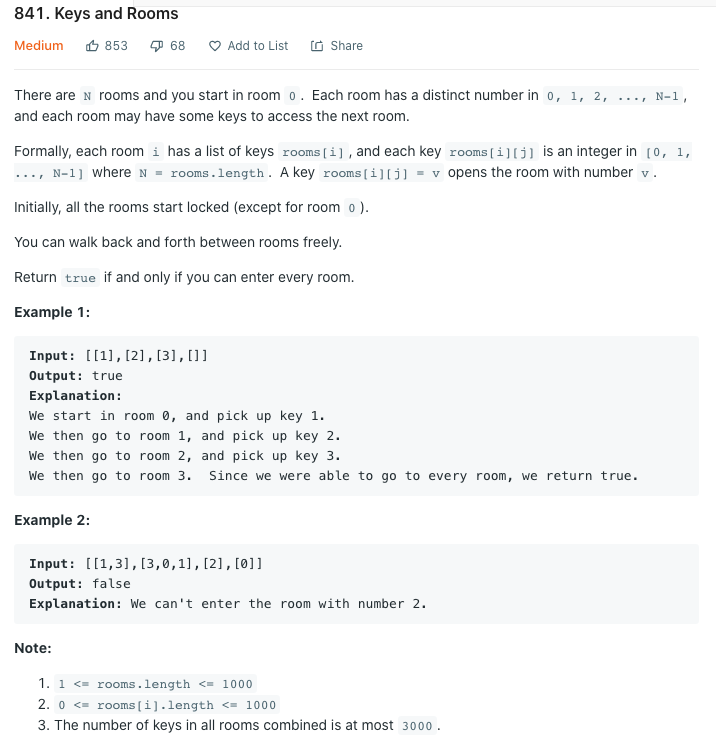 841. Keys and Rooms
Medium 853 68 Add to List Share
There are N rooms and you start in room 0. Each room has a distinct number in 0, 1, 2, ..., N-1,
and each room may have some keys to access the next room.
Formally, each room i has a list of keys rooms[i], and each key rooms[i][j] is an integer in [0, 1,
..., N-1] where N = rooms.length. A key rooms[i][j] = v opens the room with number v.
Initially, all the rooms start locked (except for room 0).
You can walk back and forth between rooms freely.
Return true if and only if you can enter every room.
Example 1:
Input: [[1],[2],[3],[]]
Output: true
Explanation:
We start in room 0, and pick up key 1.
We then go to room 1, and pick up key 2.
We then go to room 2, and pick up key 3.
We then go to room 3.  Since we were able to go to every room, we return true.
Example 2:
Input: [[1,3],[3,0,1],[2],[0]]
Output: false
Explanation: We can't enter the room with number 2.
Note:
1. 1 <= rooms.length <= 1000
2. 0 <= rooms[i].length <= 1000
3. The number of keys in all rooms combined is at most 3000.